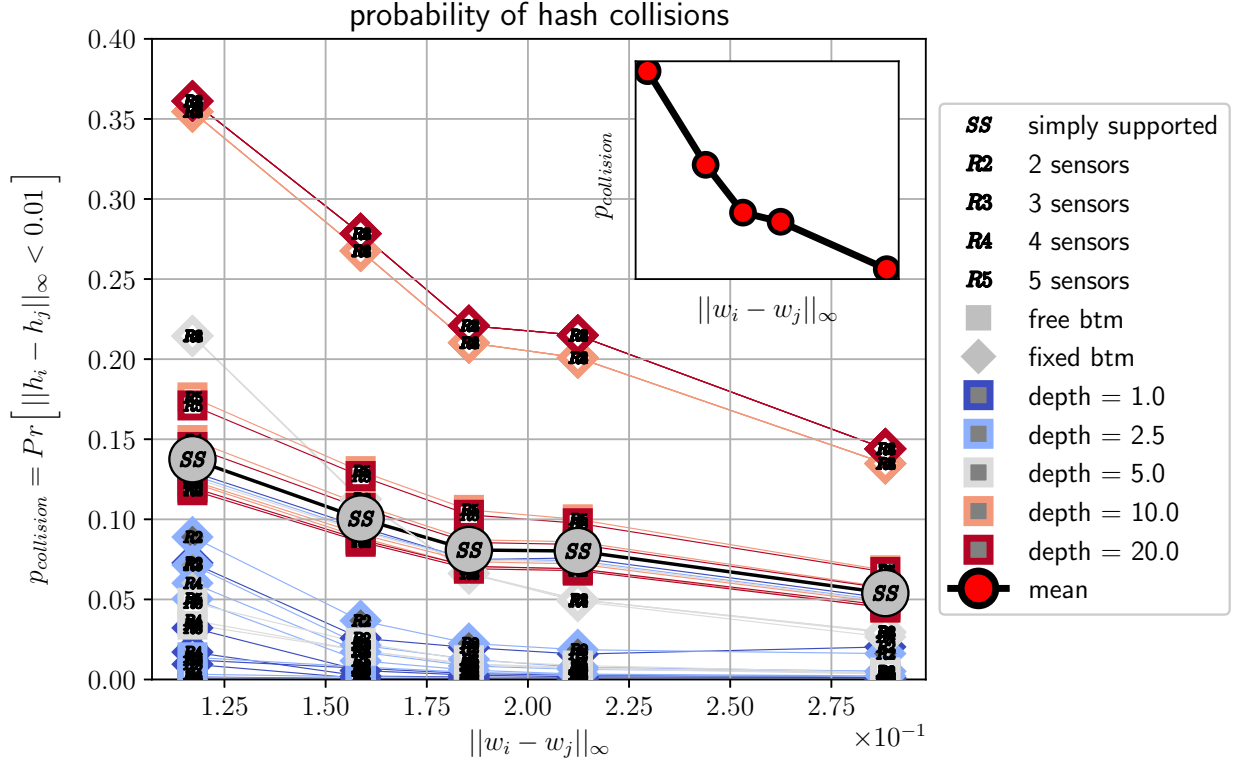 probability of hash collisions
0.40
0.35
0.30
0.25
0.20
0.15
0.10
0.05
0.00
p_collision = Pr [ ||h_i − h_j||_∞ < 0.01 ]
1.25
1.50
1.75
2.00
2.25
2.50
2.75
×10^−1
||w_i − w_j||_∞
p_collision
||w_i − w_j||_∞
SS
SS
SS
SS
SS
R2
R2
SS simply supported
R2 2 sensors
R3 3 sensors
R4 4 sensors
R5 5 sensors
free btm
fixed btm
depth = 1.0
depth = 2.5
depth = 5.0
depth = 10.0
depth = 20.0
mean